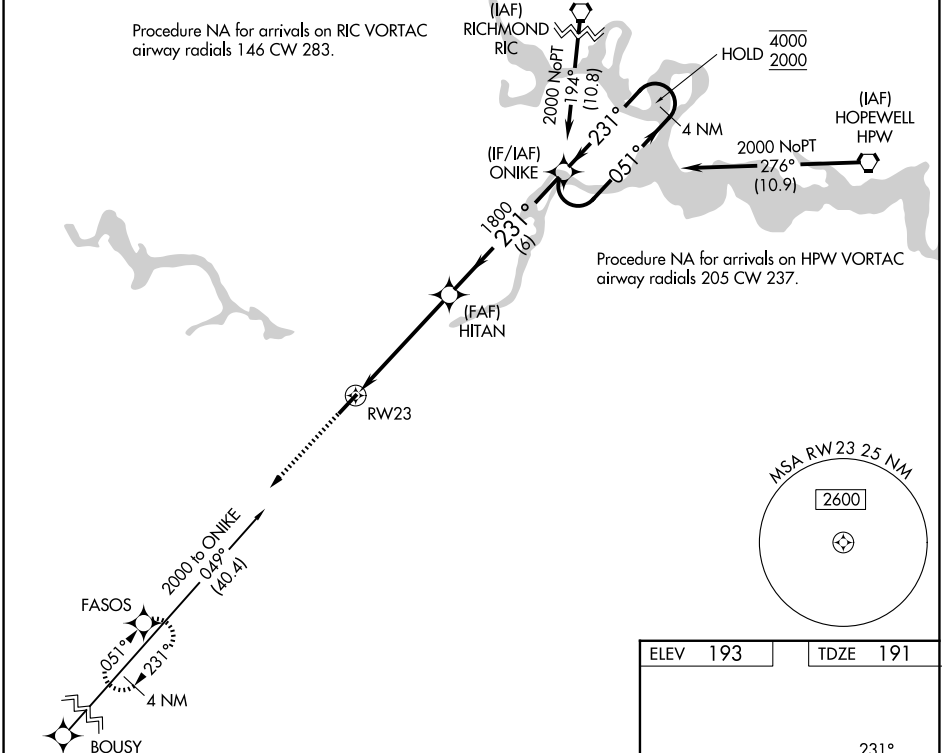 Procedure NA for arrivals on RIC VORTAC
airway radials 146 CW 283.
(IAF)
RICHMOND
RIC
2000 NoPT
194°
(10.8)
HOLD 4000
2000
231°
051°
4 NM
(IAF)
HOPEWELL
HPW
2000 NoPT
276°
(10.9)
(IF/IAF)
ONIKE
1800
231°
(6)
Procedure NA for arrivals on HPW VORTAC
airway radials 205 CW 237.
(FAF)
HITAN
RW23
MSA RW23 25 NM
2600
2000 to ONIKE
049°
(40.4)
FASOS
051°
231°
4 NM
BOUSY
ELEV 193
TDZE 191
231°